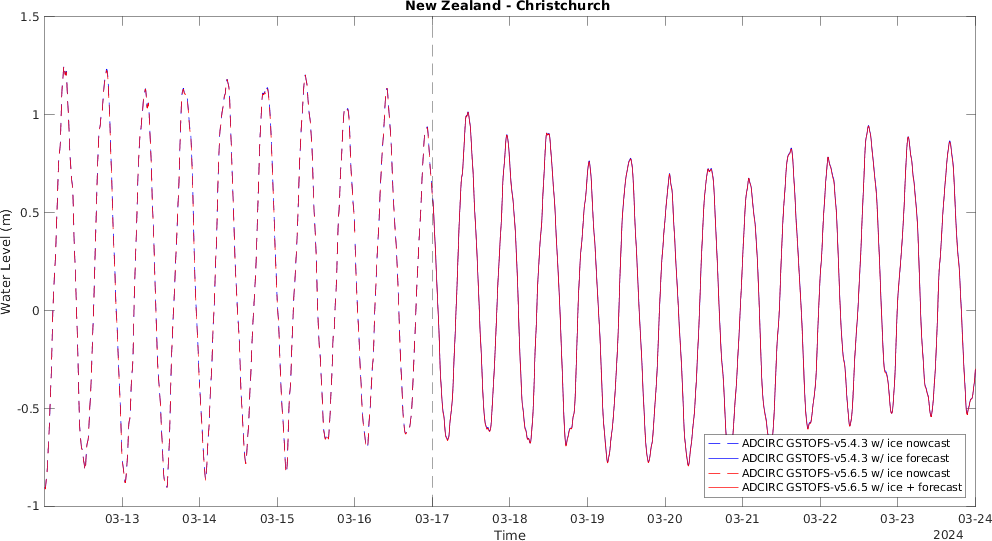 New Zealand - Christchurch
Water Level (m)
1.5
1
0.5
0
-0.5
-1
ADCIRC GSTOFS-v5.4.3 w/ ice nowcast
ADCIRC GSTOFS-v5.4.3 w/ ice forecast
ADCIRC GSTOFS-v5.6.5 w/ ice nowcast
ADCIRC GSTOFS-v5.6.5 w/ ice + forecast
03-13 03-14 03-15 03-16 03-17 03-18 03-19 03-20 03-21 03-22 03-23 03-24
Time
2024